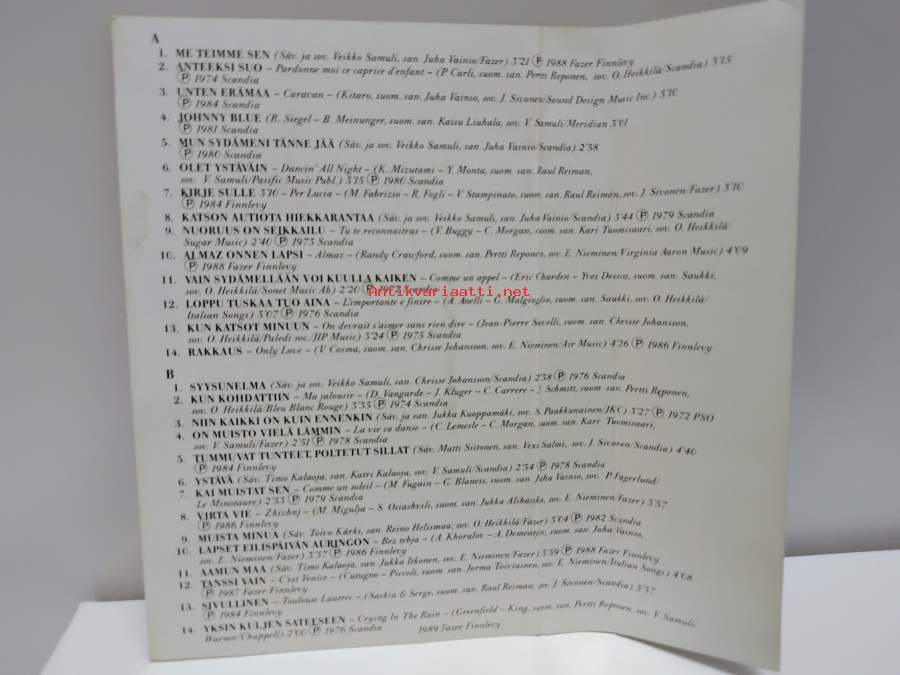 A
1. ME TEIMME SEN (Säv. ja sov. Veikko Samuli, san. Juha Vainio/Fazer) 3'21 Ⓟ 1988 Fazer Finnlevy
2. ANTEEKSI SUO – Pardonne moi ce caprice d'enfant – (P. Carli, suom. san. Pertti Reponen, sov. O. Heikkilä/Scandia) 3'15
Ⓟ 1974 Scandia
3. UNTEN ERÄMAA – Caravan – (Kitaro, suom. san. Juha Vainio, sov. J. Sivonen/Sound Design Music Inc.) 3'10
Ⓟ 1984 Scandia
4. JOHNNY BLUE (R. Siegel – B. Meinunger, suom. san. Kaisu Liuhala, sov. V. Samuli/Meridian 3'01
Ⓟ 1981 Scandia
5. MUN SYDÄMENI TÄNNE JÄÄ (Säv. ja sov. Veikko Samuli, san. Juha Vainio/Scandia) 2'58
Ⓟ 1980 Scandia
6. OLET YSTÄVÄIN – Dancin' All Night – (K. Mizutami – Y. Monta, suom. san. Raul Reiman,
sov. V. Samuli/Pasific Music Publ.) 3'15 Ⓟ 1980 Scandia
7. KIRJE SULLE 3'10 – Per Lucia – (M. Fabrizio – R. Fogli – V. Stampinato, suom. san. Raul Reiman, sov. J. Sivonen/Fazer) 3'10
Ⓟ 1984 Finnlevy
8. KATSON AUTIOTA HIEKKARANTAA (Säv. ja sov. Veikko Samuli, san. Juha Vainio/Scandia) 3'44 Ⓟ 1979 Scandia
9. NUORUUS ON SEIKKAILU – Tu te reconnaitras – (V. Buggy – C. Morgan, suom. san. Kari Tuomisaari, sov. O. Heikkilä/
Sugar Music) 2'40 Ⓟ 1973 Scandia
10. ALMAZ ONNEN LAPSI – Almaz – (Randy Crawford, suom. san. Pertti Reponen, sov. E. Nieminen/Virginia Aaron Music) 4'09
Ⓟ 1988 Fazer Finnlevy
11. VAIN SYDÄMELLÄÄN VOI KUULLA KAIKEN – Comme un appel – (Eric Charden – Yves Dessca, suom. san. Saukki,
sov. O. Heikkilä/Sonet Music Ab) 2'20 Ⓟ Scandia
Antikvariaatti.net
12. LOPPU TUSKAA TUO AINA – L'importante e finire – (A. Anelli – G. Malgioglio, suom. san. Saukki, sov. O. Heikkilä/
Italian Songs) 3'07 Ⓟ 1976 Scandia
13. KUN KATSOT MINUUN – On devrait s'aimer sans rien dire – (Jean-Pierre Savelli, suom. san. Chrisse Johansson,
sov. O. Heikkilä/Paledi soc./JIP Music) 3'24 Ⓟ 1975 Scandia
14. RAKKAUS – Only Love – (V. Cosma, suom. san. Chrisse Johansson, sov. E. Nieminen/Air Music) 4'26 Ⓟ 1986 Finnlevy
B
1. SYYSUNELMA (Säv. ja sov. Veikko Samuli, san. Chrisse Johansson/Scandia) 2'38 Ⓟ 1976 Scandia
2. KUN KOHDATTIIN – Ma jalousie – (D. Vangarde – J. Kluger – C. Carrere – J. Schmitt, suom. san. Pertti Reponen,
sov. O. Heikkilä/Bleu Blanc Rouge) 3'35 Ⓟ 1974 Scandia
3. NIIN KAIKKI ON KUIN ENNENKIN (Säv. ja san. Jukka Kuoppamäki, sov. S. Paakkunainen/JKC) 3'27 Ⓟ 1972 PSO
4. ON MUISTO VIELÄ LÄMMIN – La vie ca danse – (C. Lemesle – C. Morgan, suom. san. Kari Tuomisaari,
sov. V. Samuli/Fazer) 2'51 Ⓟ 1978 Scandia
5. TUMMUVAT TUNTEET, POLTETUT SILLAT (Säv. Matti Siitonen, san. Vexi Salmi, sov. J. Sivonen/Scandia) 4'40
Ⓟ 1984 Finnlevy
6. YSTÄVÄ (Säv. Timo Kalaoja, san. Katri Kalaoja, sov. V. Samuli/Scandia) 2'54 Ⓟ 1978 Scandia
7. KAI MUISTAT SEN – Comme un soleil – (M. Fugain – G. Blaness, suom. san. Juha Vainio, sov. P. Fagerlund/
Le Minotaure) 2'53 Ⓟ 1979 Scandia
8. VIRTA VIE – Zhizhnj – (M. Migulja – S. Osiashvili, suom. san. Jukka Alihanka, sov. E. Nieminen/Fazer) 3'57
Ⓟ 1986 Finnlevy
9. MUISTA MINUA (Säv. Toivo Kärki, san. Reino Helismaa, sov. O. Heikkilä/Fazer) 3'04 Ⓟ 1982 Scandia
10. LAPSET EILISPÄIVÄN AURINGON – Bez tebja – (A. Khoralov – A. Dementjv, suom. san. Juha Vainio,
sov. E. Nieminen/Fazer) 3'37 Ⓟ 1986 Finnlevy
11. AAMUN MAA (Säv. Timo Kalaoja, san. Jukka Itkonen, sov. E. Nieminen/Fazer) 3'59 Ⓟ 1988 Fazer Finnlevy
12. TANSSI VAIN – C'est Venice – (Cutugno – Piccoli, suom. san. Jorma Toiviainen, sov. E. Nieminen/Italian Songs) 4'08
Ⓟ 1987 Fazer Finnlevy
13. SIVULLINEN – Toulouse Lautrec – (Saskia & Serge, suom. san. Raul Reiman, sov. J. Sivonen/Scandia) 3'37
Ⓟ 1984 Finnlevy
14. YKSIN KULJEN SATEESEEN – Crying In The Rain – (Greenfield – King, suom. san. Pertti Reponen, sov. V. Samuli/
Warner/Chappell) 2'00 Ⓟ 1976 Scandia 1989 Fazer Finnlevy